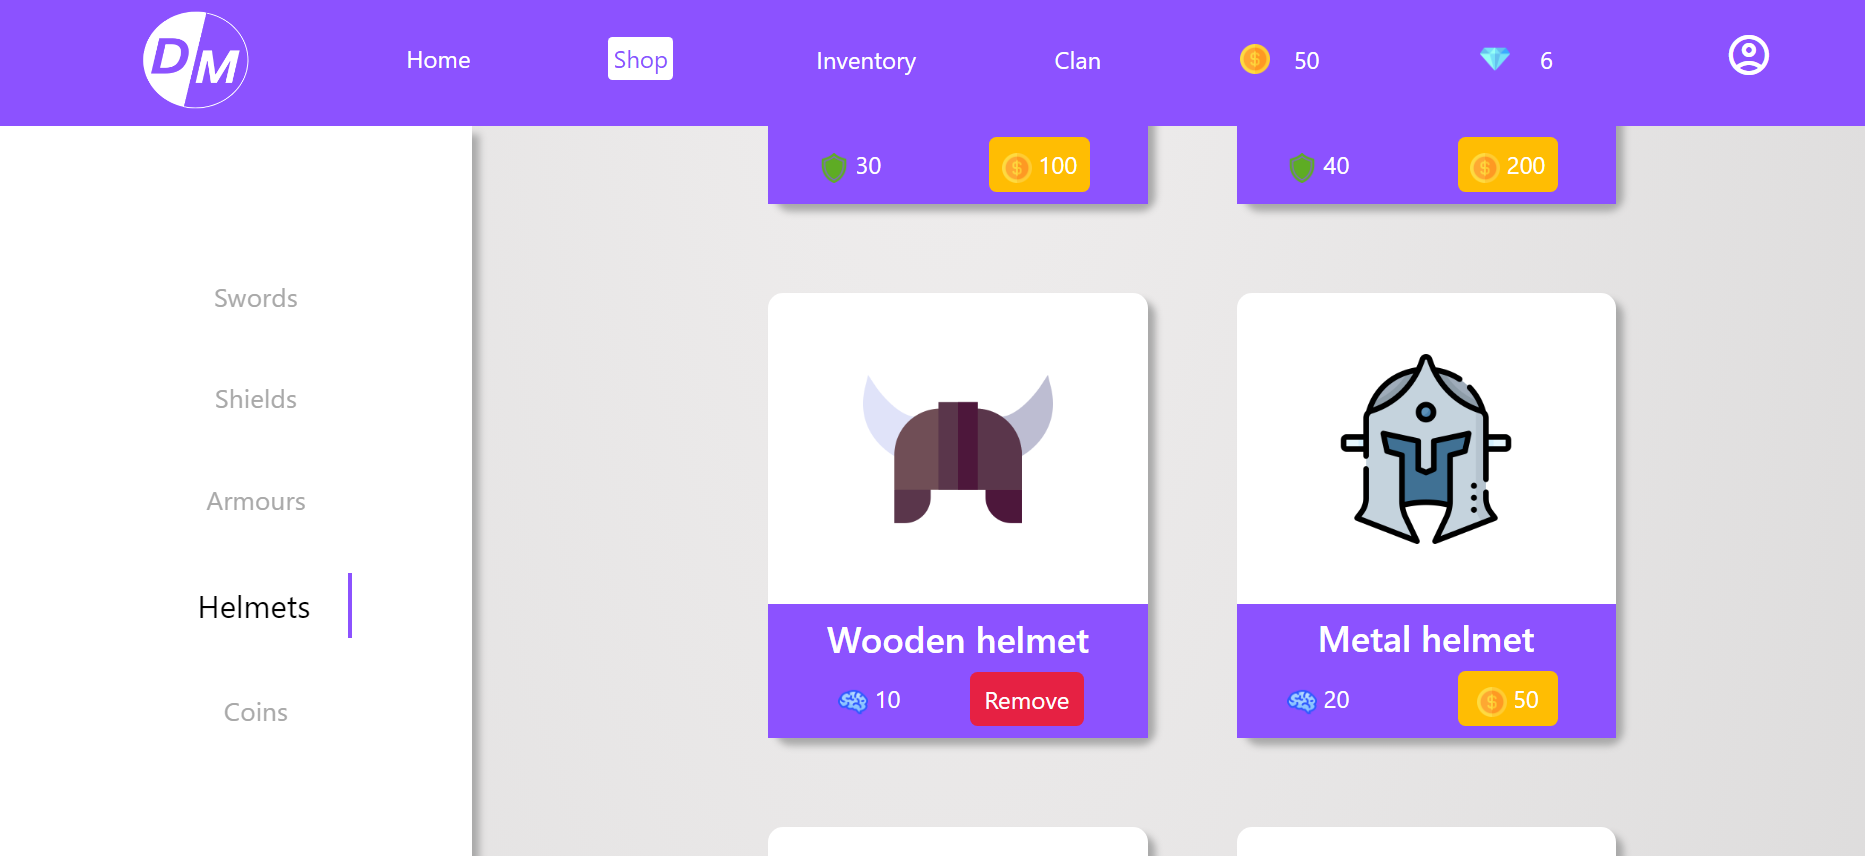 DM
Home
Shop
Inventory
Clan
50
6
30
100
40
200
Swords
Shields
Armours
Helmets
Coins
Wooden helmet
10
Remove
Metal helmet
20
50